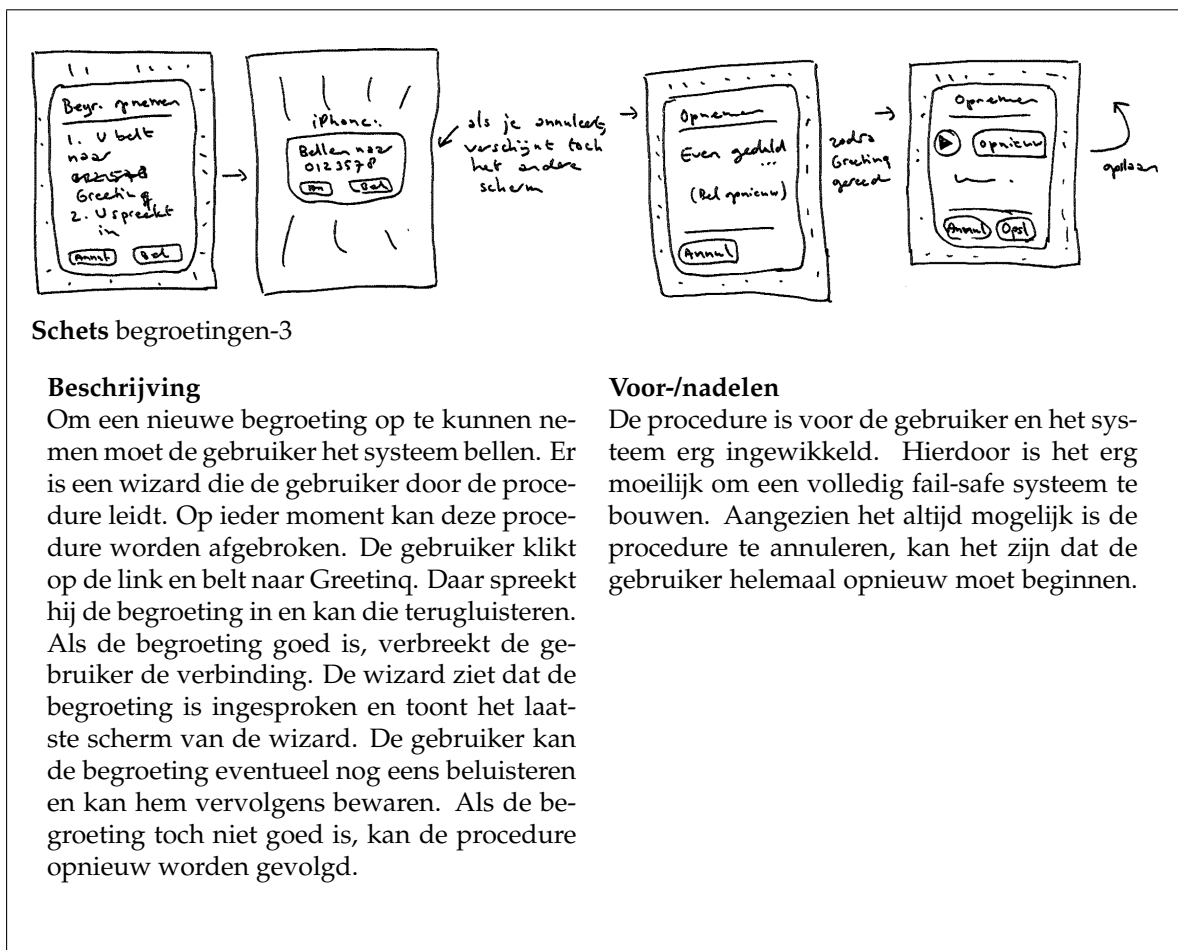 Begr. opnemen
1. U belt
naar
Greetinq
2. U spreekt
in
Annul
Bel
iPhone:
Bellen naar
0123578
Bel
als je annuleert,
verschijnt toch
het andere
scherm
Opnemen
Even geduld
...
(Bel opnieuw)
Annul
zodra
Greeting
gereed
Opnemen
Opnieuw
Annul
Opsl
opslaan
Schets begroetingen-3
Beschrijving
Om een nieuwe begroeting op te kunnen ne-
men moet de gebruiker het systeem bellen. Er
is een wizard die de gebruiker door de proce-
dure leidt. Op ieder moment kan deze proce-
dure worden afgebroken. De gebruiker klikt
op de link en belt naar Greetinq. Daar spreekt
hij de begroeting in en kan die terugluisteren.
Als de begroeting goed is, verbreekt de ge-
bruiker de verbinding. De wizard ziet dat de
begroeting is ingesproken en toont het laat-
ste scherm van de wizard. De gebruiker kan
de begroeting eventueel nog eens beluisteren
en kan hem vervolgens bewaren. Als de be-
groeting toch niet goed is, kan de procedure
opnieuw worden gevolgd.
Voor-/nadelen
De procedure is voor de gebruiker en het sys-
teem erg ingewikkeld. Hierdoor is het erg
moeilijk om een volledig fail-safe systeem te
bouwen. Aangezien het altijd mogelijk is de
procedure te annuleren, kan het zijn dat de
gebruiker helemaal opnieuw moet beginnen.